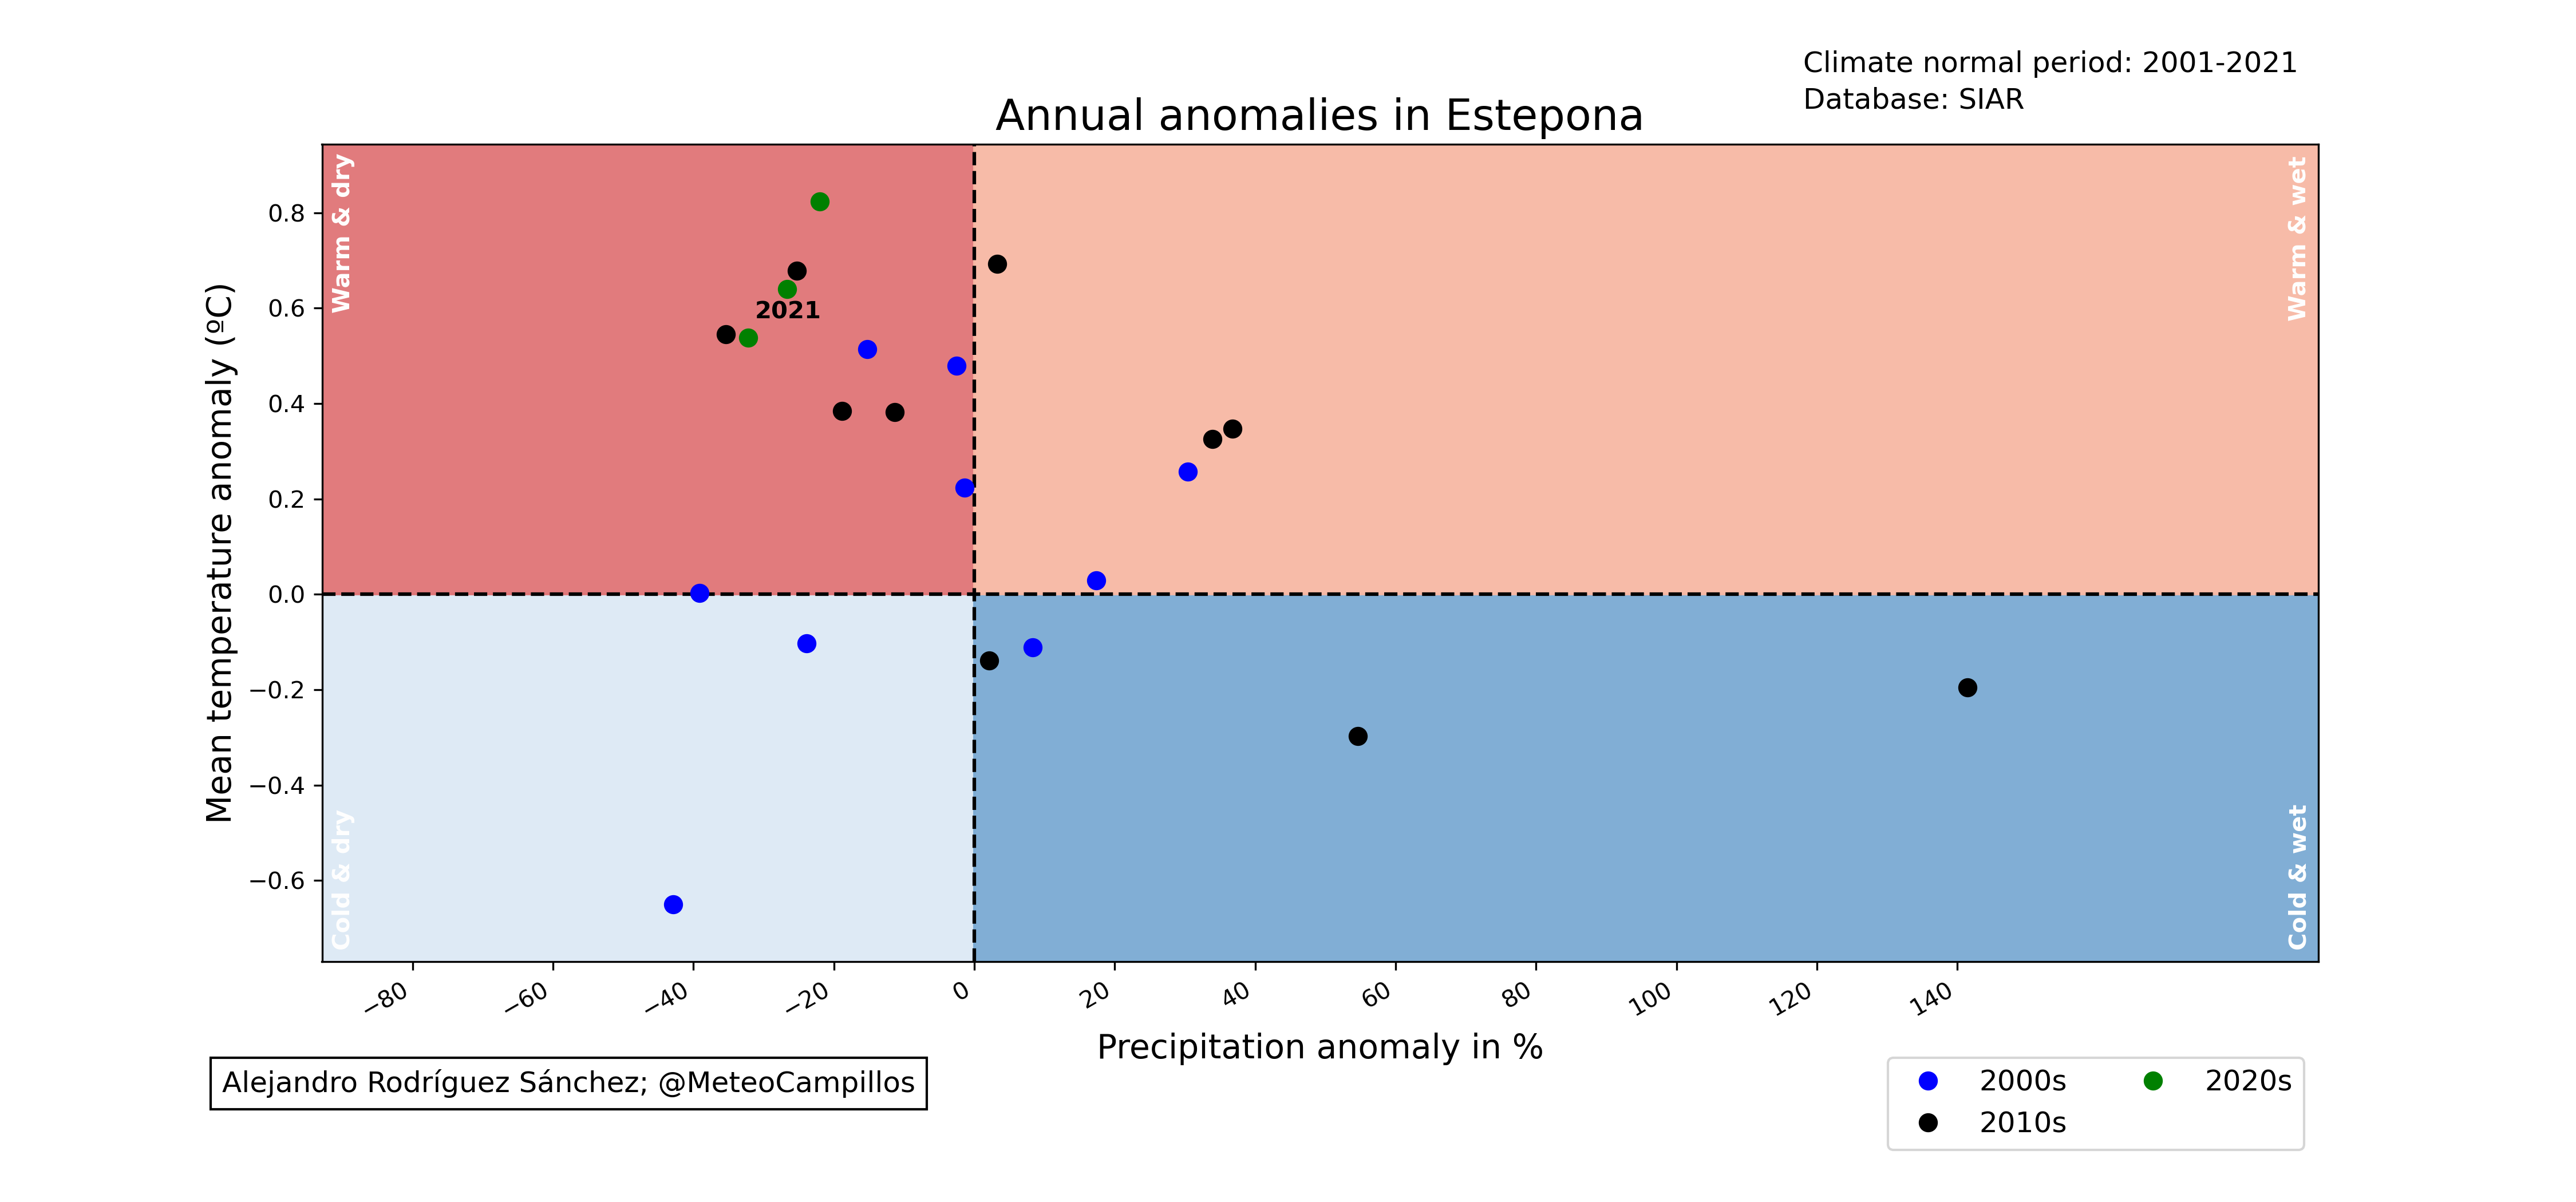 Climate normal period: 2001-2021
Database: SIAR
Annual anomalies in Estepona
Warm & dry
Warm & wet
Mean temperature anomaly (ºC)
0.8
0.6
0.4
0.2
0.0
−0.2
−0.4
−0.6
2021
Cold & dry
Cold & wet
−80
−60
−40
−20
0
20
40
60
80
100
120
140
Precipitation anomaly in %
Alejandro Rodríguez Sánchez; @MeteoCampillos
2000s
2010s
2020s